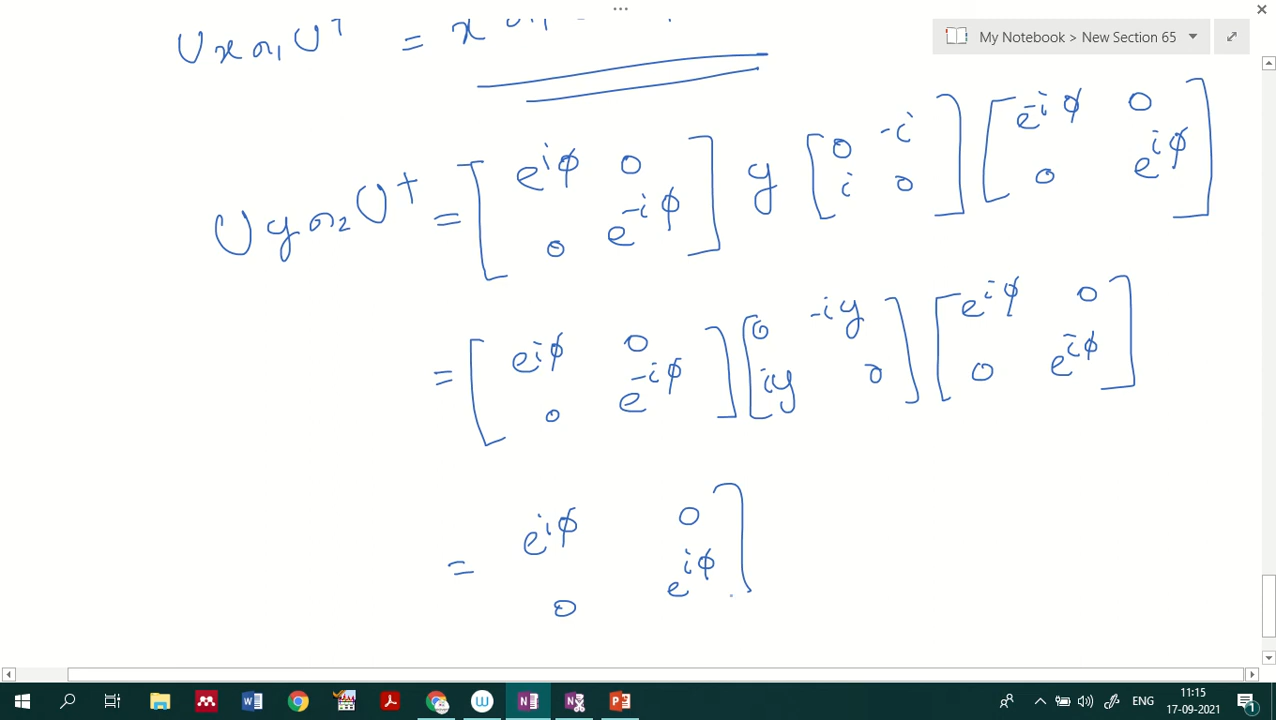 My Notebook > New Section 65
U x σ₁ U† = x
U y σ₂ U† = [ e^{iφ} 0 ; 0 e^{-iφ} ] y [ 0 -i ; i 0 ] [ e^{-iφ} 0 ; 0 e^{iφ} ]
= [ e^{iφ} 0 ; 0 e^{-iφ} ] [ 0 -iy ; iy 0 ] [ e^{iφ} 0 ; 0 e^{iφ} ]
= e^{iφ} 0 ; 0 e^{iφ} ]
ENG
11:15
17-09-2021
1